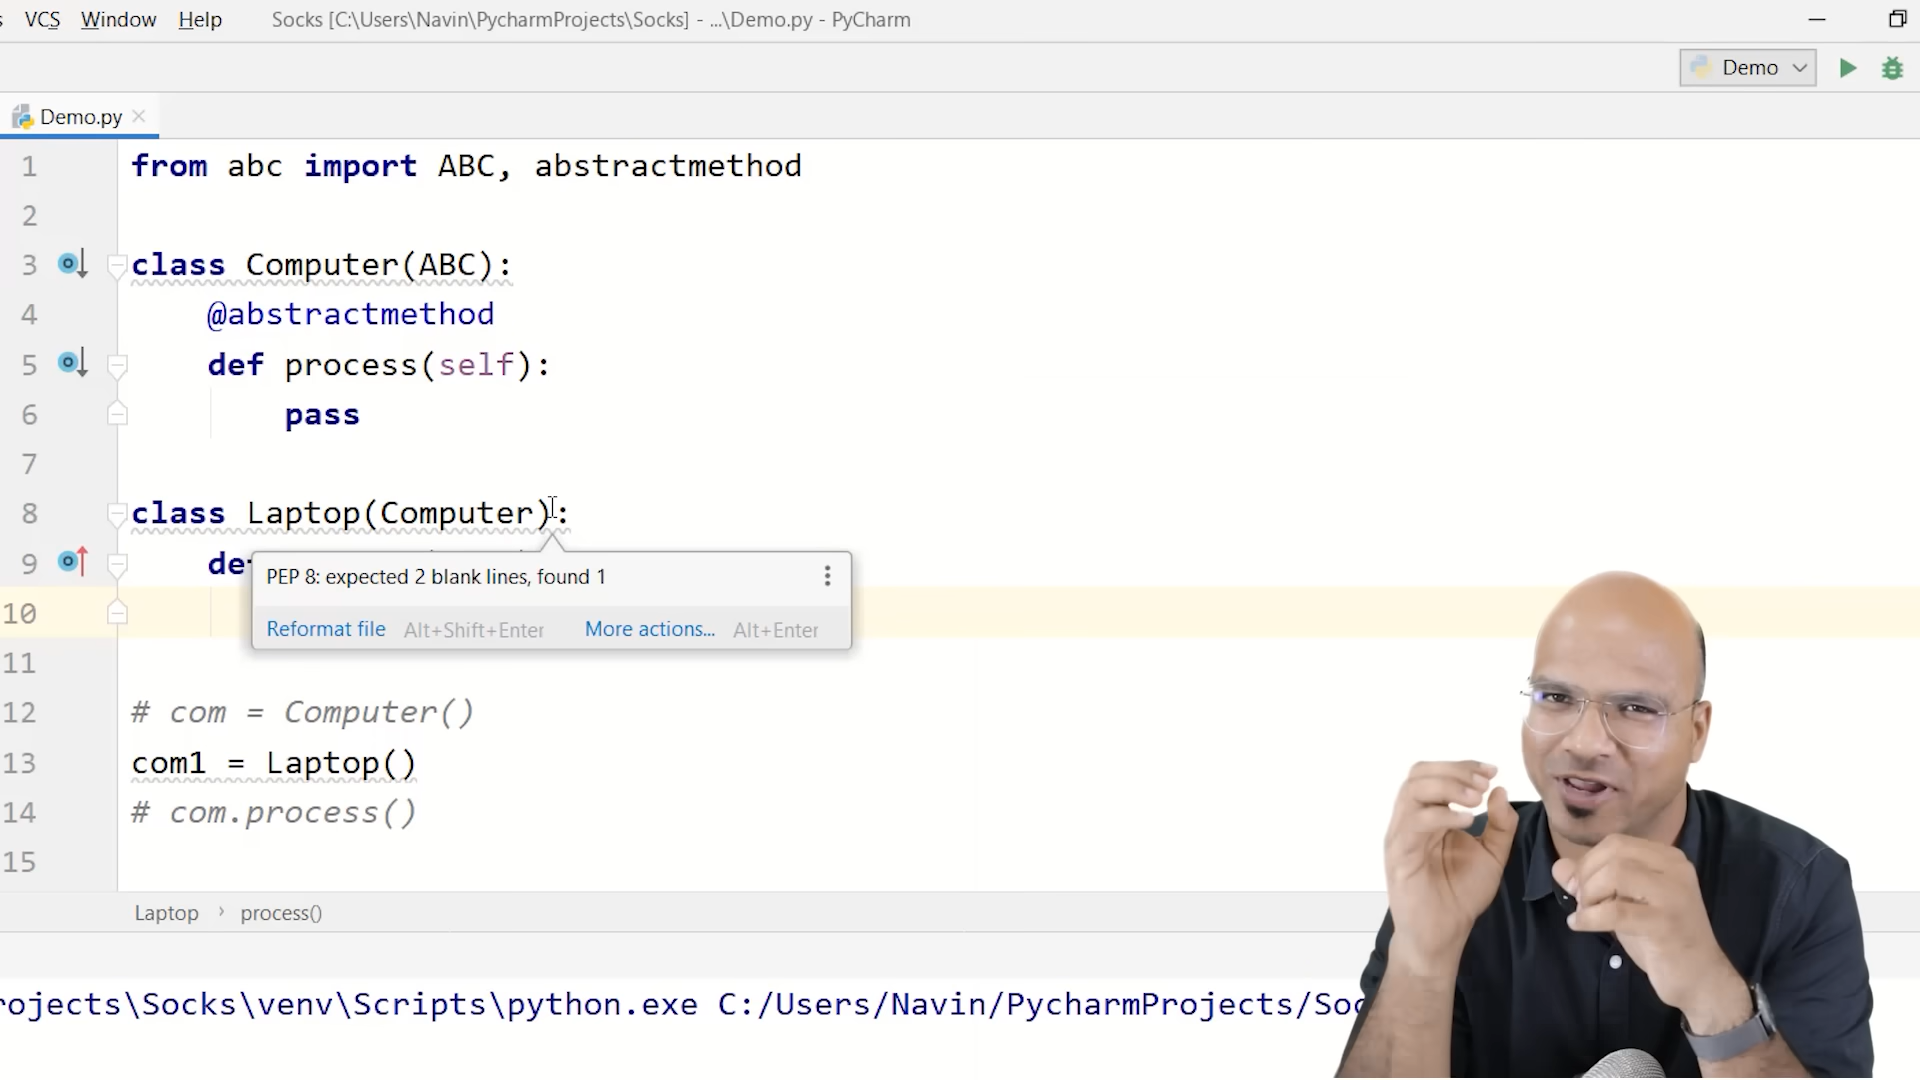 VCS Window Help Socks [C:\Users\Navin\PycharmProjects\Socks] - ...\Demo.py - PyCharm
Demo
Demo.py
1 from abc import ABC, abstractmethod
2
3 class Computer(ABC):
4 @abstractmethod
5 def process(self):
6 pass
7
8 class Laptop(Computer):
9 def
PEP 8: expected 2 blank lines, found 1
10
Reformat file Alt+Shift+Enter More actions... Alt+Enter
11
12 # com = Computer()
13 com1 = Laptop()
14 # com.process()
15
Laptop › process()
rojects\Socks\venv\Scripts\python.exe C:/Users/Navin/PycharmProjects/Soc